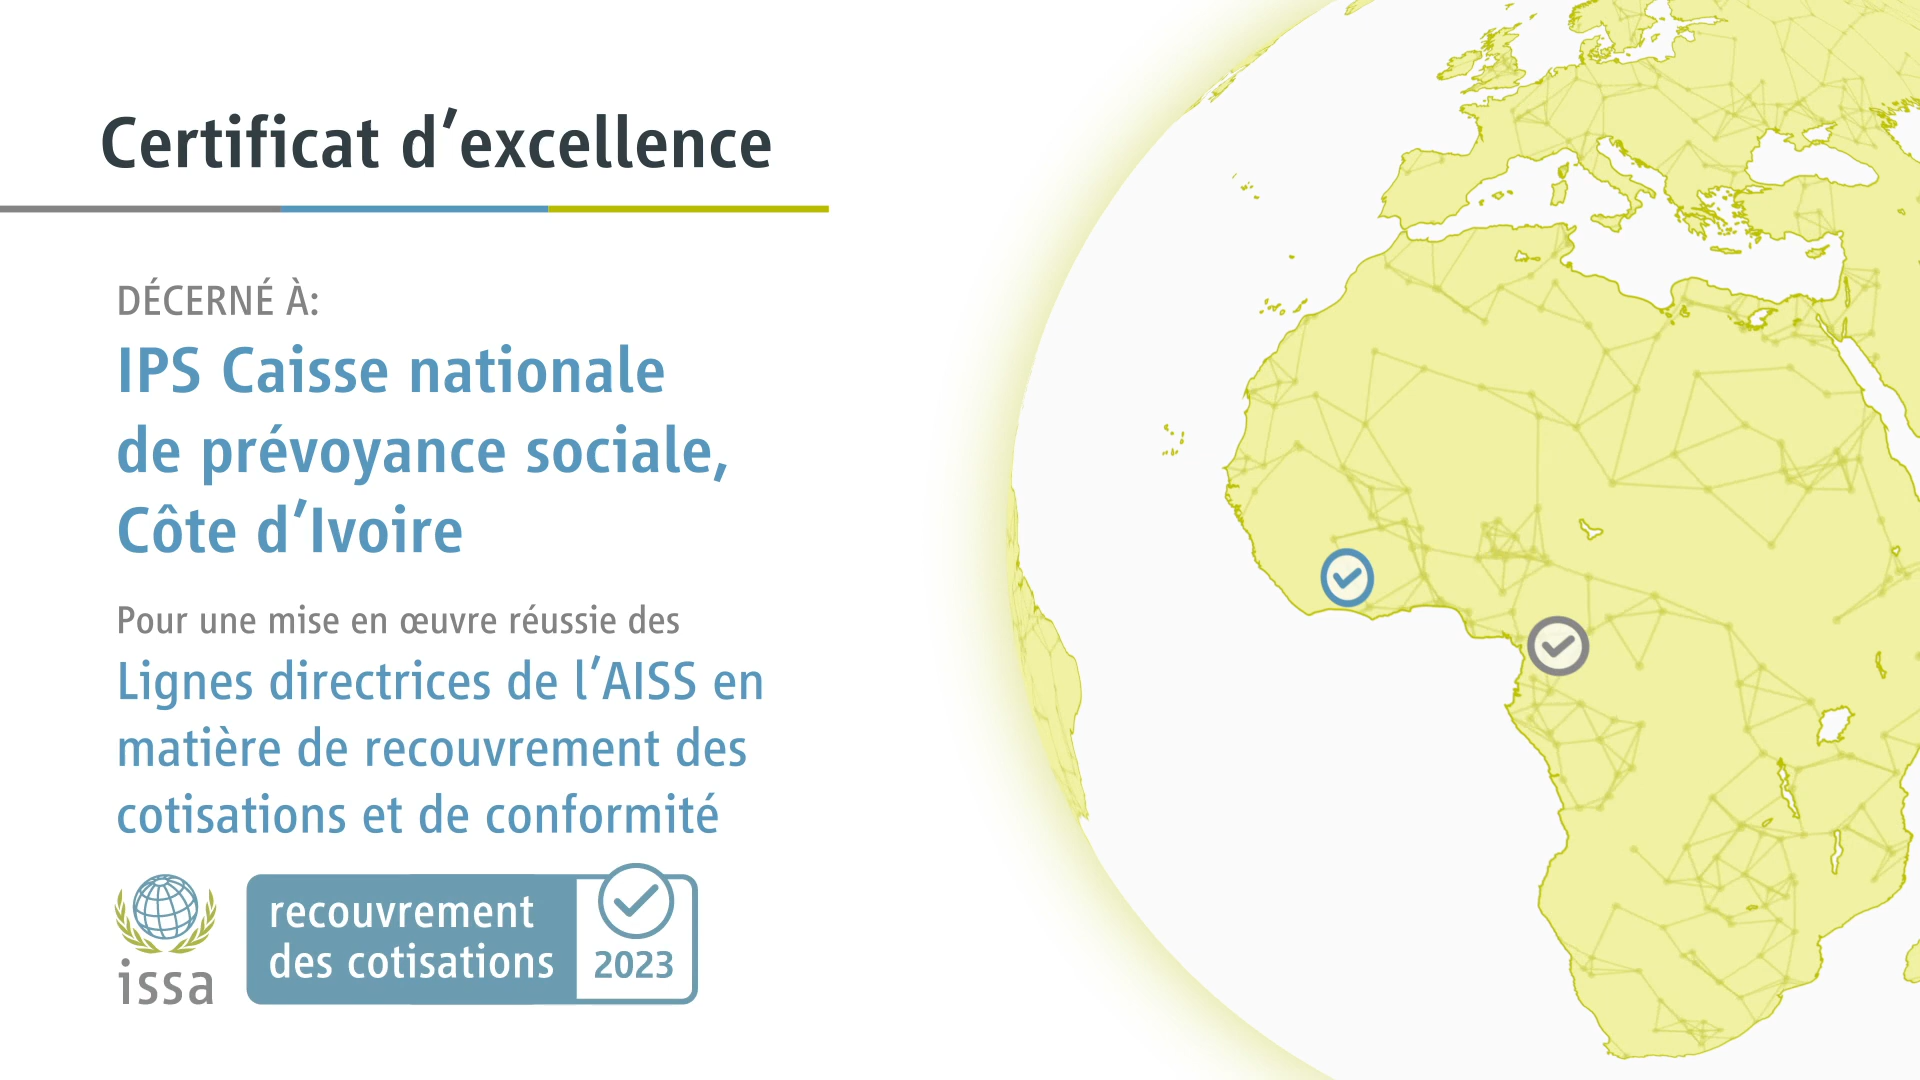 Certificat d’excellence
DÉCERNÉ À:
IPS Caisse nationale
de prévoyance sociale,
Côte d’Ivoire
Pour une mise en œuvre réussie des
Lignes directrices de l’AISS en
matière de recouvrement des
cotisations et de conformité
issa
recouvrement
des cotisations
2023